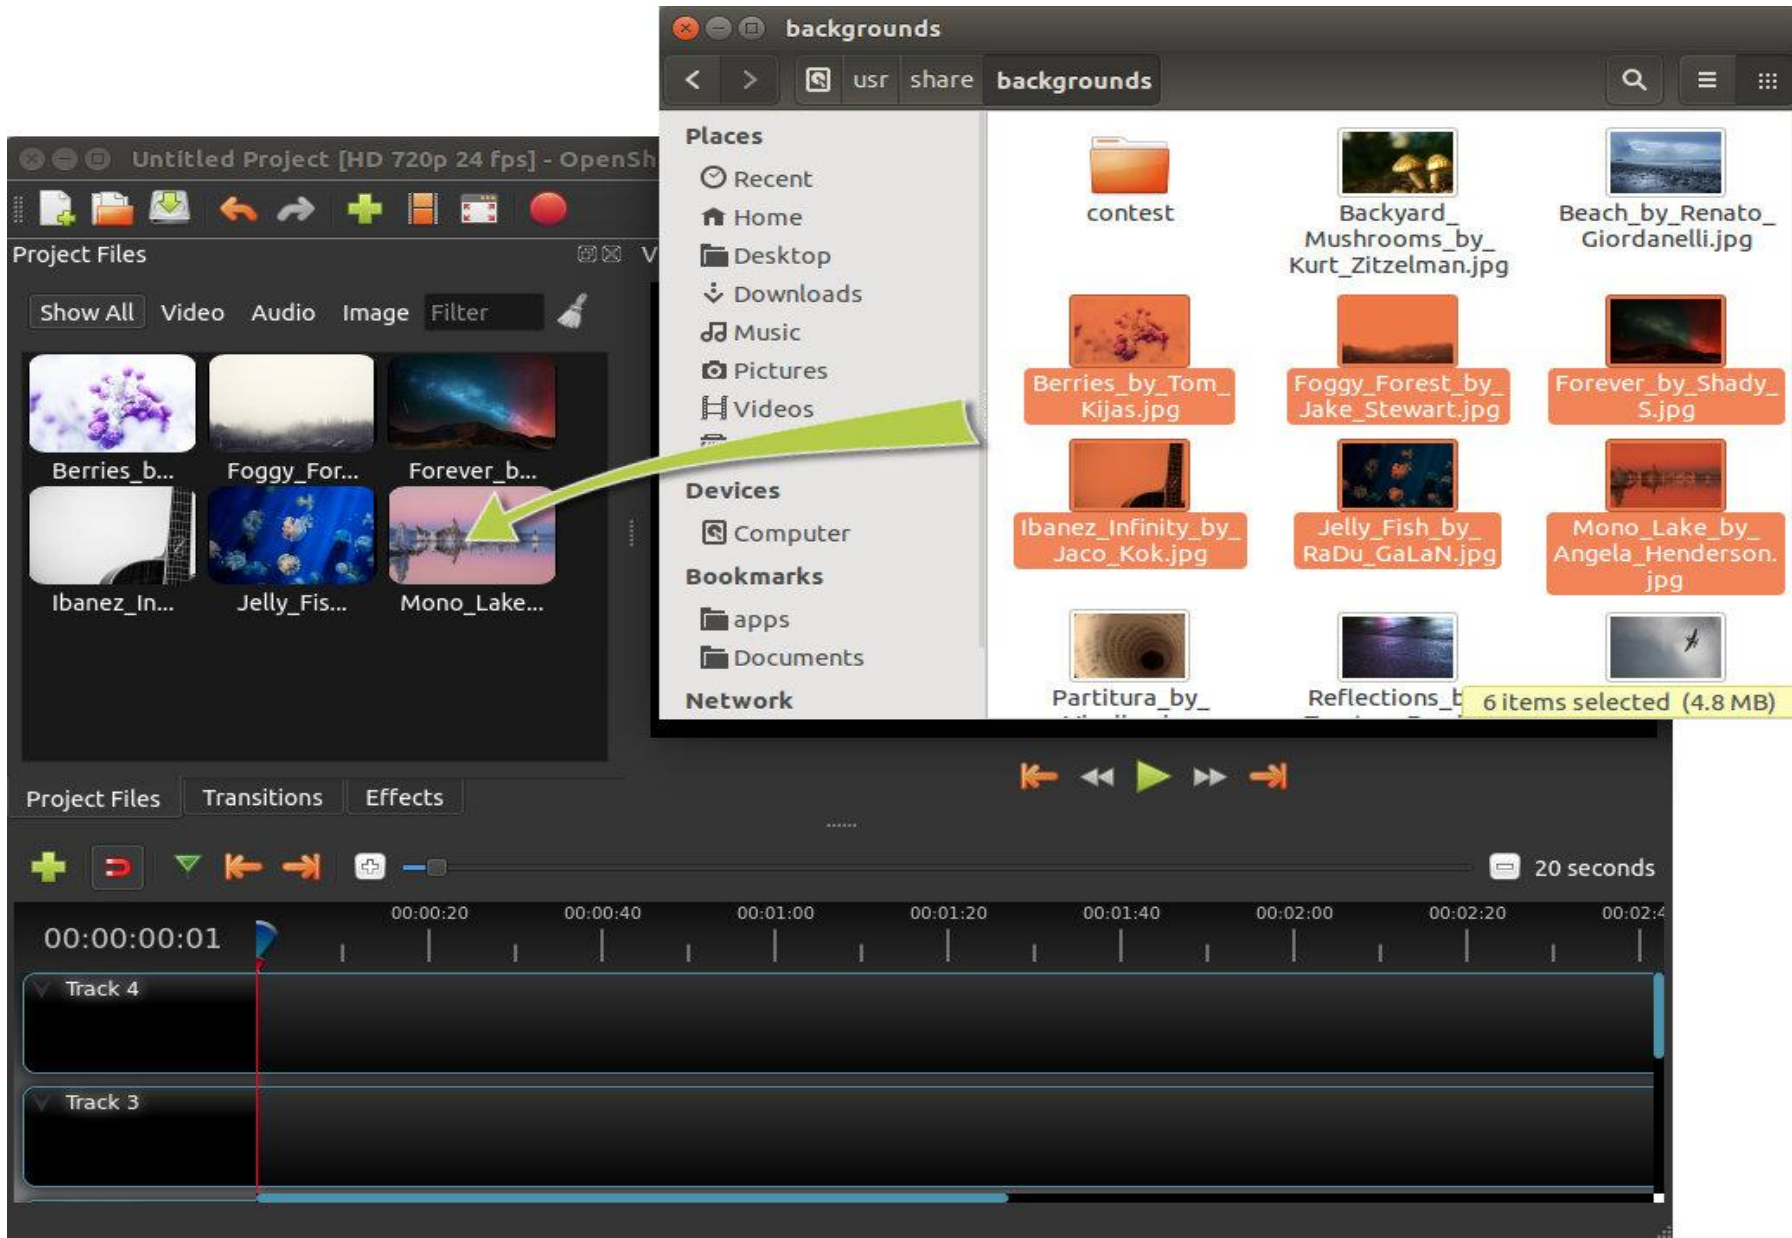 backgrounds
usr share backgrounds
Places
Recent
Home
Desktop
Downloads
Music
Pictures
Videos
Devices
Computer
Bookmarks
apps
Documents
Network
contest
Backyard_
Mushrooms_by_
Kurt_Zitzelman.jpg
Beach_by_Renato_
Giordanelli.jpg
Berries_by_Tom_
Kijas.jpg
Foggy_Forest_by_
Jake_Stewart.jpg
Forever_by_Shady_
S.jpg
Ibanez_Infinity_by_
Jaco_Kok.jpg
Jelly_Fish_by_
RaDu_GaLaN.jpg
Mono_Lake_by_
Angela_Henderson.
jpg
Partitura_by_
Reflections_b
6 items selected (4.8 MB)
Untitled Project [HD 720p 24 fps] - OpenSh
Project Files
V
Show All Video Audio Image Filter
Berries_b...
Foggy_For...
Forever_b...
Ibanez_In...
Jelly_Fis...
Mono_Lake...
Project Files Transitions Effects
20 seconds
00:00:00:01
00:00:20 00:00:40 00:01:00 00:01:20 00:01:40 00:02:00 00:02:20 00:02:4
Track 4
Track 3